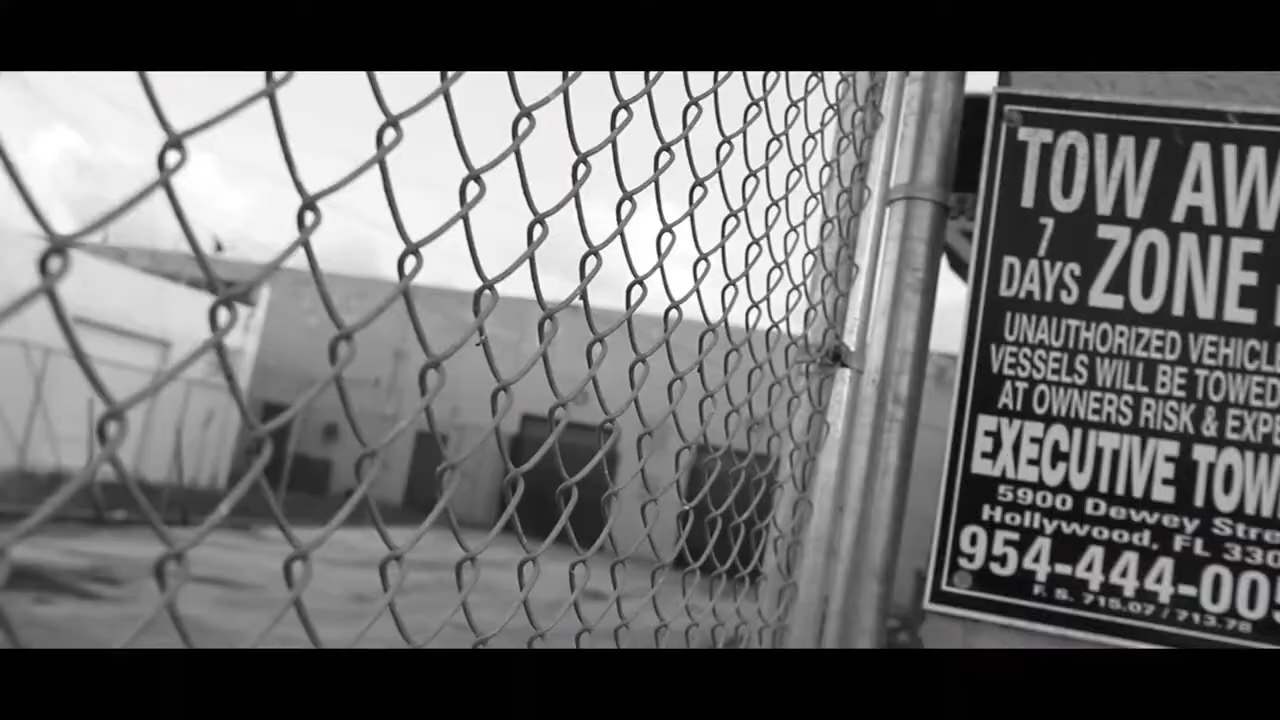 TOW AW
7
DAYS ZONE
UNAUTHORIZED VEHICLE
VESSELS WILL BE TOWED
AT OWNERS RISK & EXPE
EXECUTIVE TOW
5900 Dewey Stre
Hollywood, FL 330
954-444-00
F. S. 715.07 / 713.78